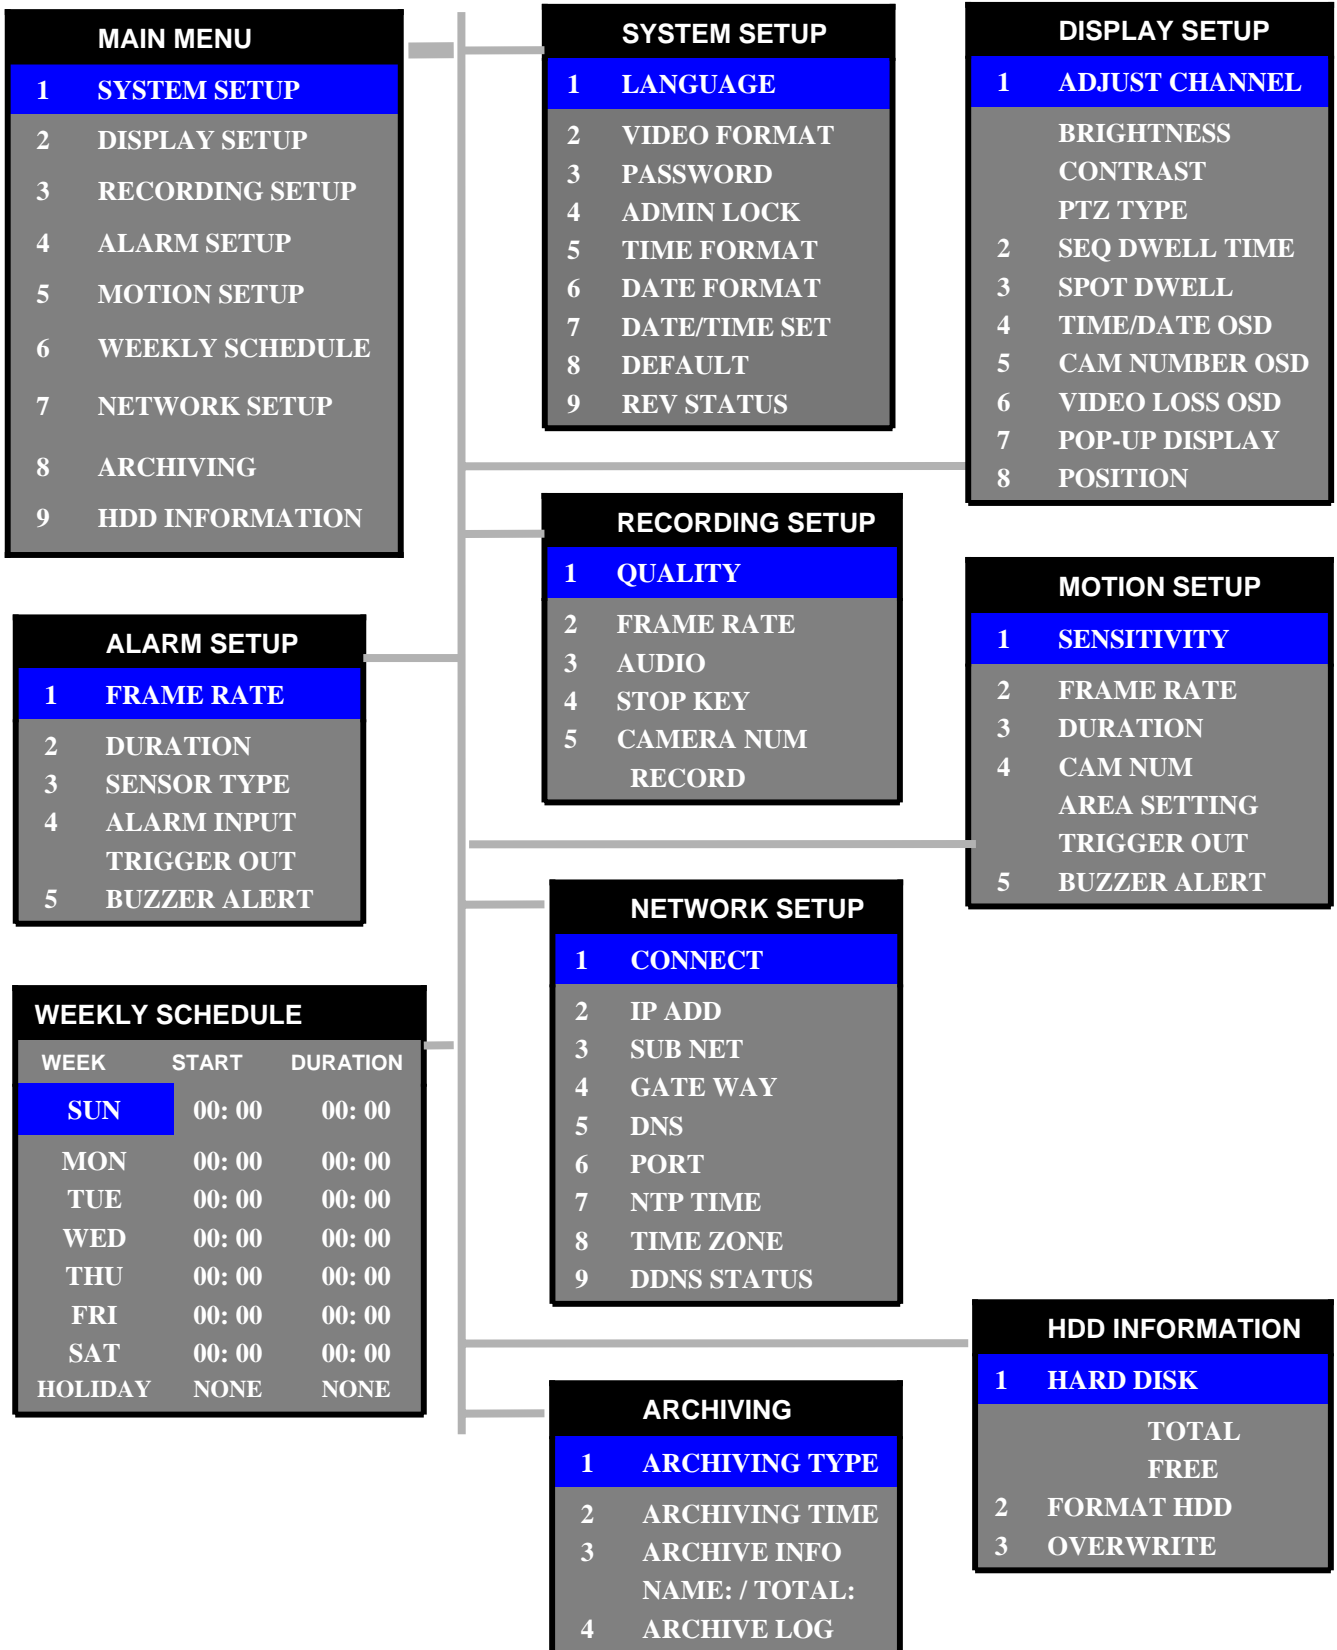 MAIN MENU
1 SYSTEM SETUP
2 DISPLAY SETUP
3 RECORDING SETUP
4 ALARM SETUP
5 MOTION SETUP
6 WEEKLY SCHEDULE
7 NETWORK SETUP
8 ARCHIVING
9 HDD INFORMATION
SYSTEM SETUP
1 LANGUAGE
2 VIDEO FORMAT
3 PASSWORD
4 ADMIN LOCK
5 TIME FORMAT
6 DATE FORMAT
7 DATE/TIME SET
8 DEFAULT
9 REV STATUS
DISPLAY SETUP
1 ADJUST CHANNEL
BRIGHTNESS
CONTRAST
PTZ TYPE
2 SEQ DWELL TIME
3 SPOT DWELL
4 TIME/DATE OSD
5 CAM NUMBER OSD
6 VIDEO LOSS OSD
7 POP-UP DISPLAY
8 POSITION
RECORDING SETUP
1 QUALITY
2 FRAME RATE
3 AUDIO
4 STOP KEY
5 CAMERA NUM
RECORD
ALARM SETUP
1 FRAME RATE
2 DURATION
3 SENSOR TYPE
4 ALARM INPUT
TRIGGER OUT
5 BUZZER ALERT
MOTION SETUP
1 SENSITIVITY
2 FRAME RATE
3 DURATION
4 CAM NUM
AREA SETTING
TRIGGER OUT
5 BUZZER ALERT
WEEKLY SCHEDULE
WEEK START DURATION
SUN 00: 00 00: 00
MON 00: 00 00: 00
TUE 00: 00 00: 00
WED 00: 00 00: 00
THU 00: 00 00: 00
FRI 00: 00 00: 00
SAT 00: 00 00: 00
HOLIDAY NONE NONE
NETWORK SETUP
1 CONNECT
2 IP ADD
3 SUB NET
4 GATE WAY
5 DNS
6 PORT
7 NTP TIME
8 TIME ZONE
9 DDNS STATUS
HDD INFORMATION
1 HARD DISK
TOTAL
FREE
2 FORMAT HDD
3 OVERWRITE
ARCHIVING
1 ARCHIVING TYPE
2 ARCHIVING TIME
3 ARCHIVE INFO
NAME: / TOTAL:
4 ARCHIVE LOG